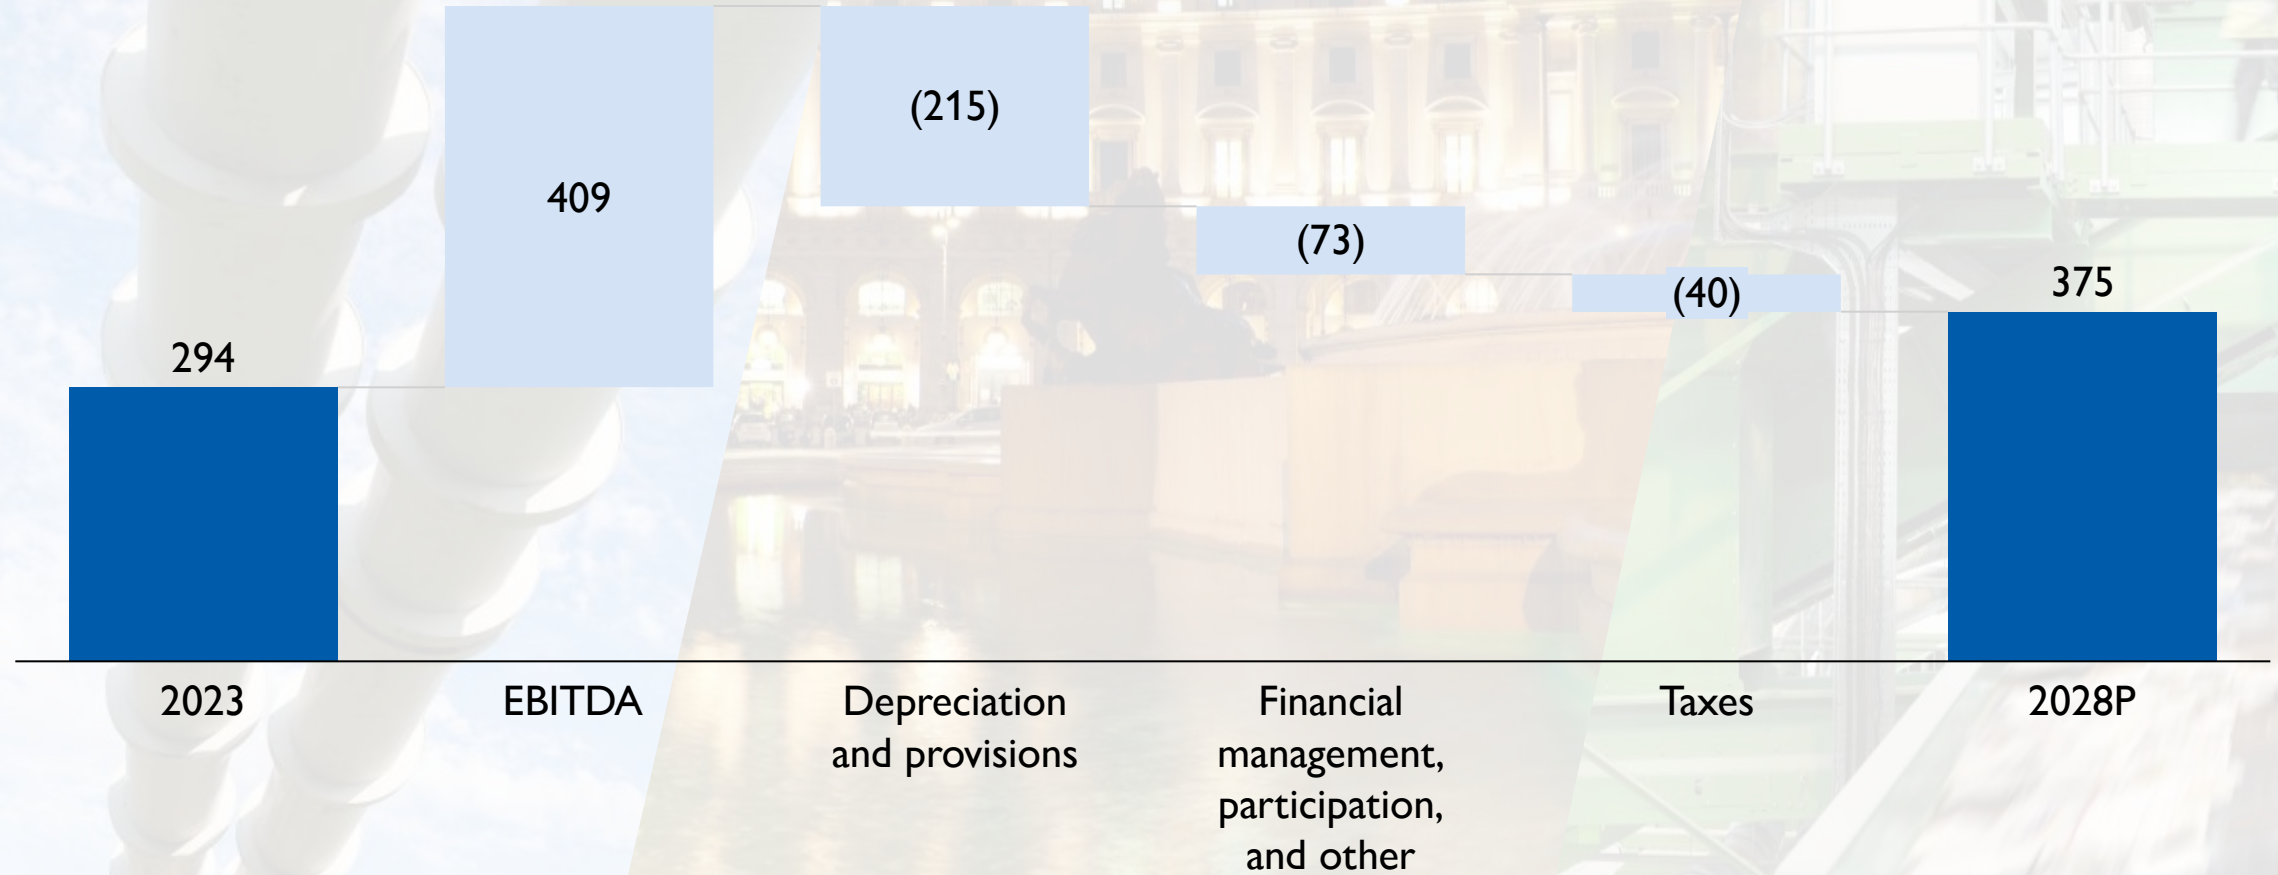 (215)
409
(73)
(40)
375
294
2023
EBITDA
Depreciation
and provisions
Financial
management,
participation,
and other
Taxes
2028P